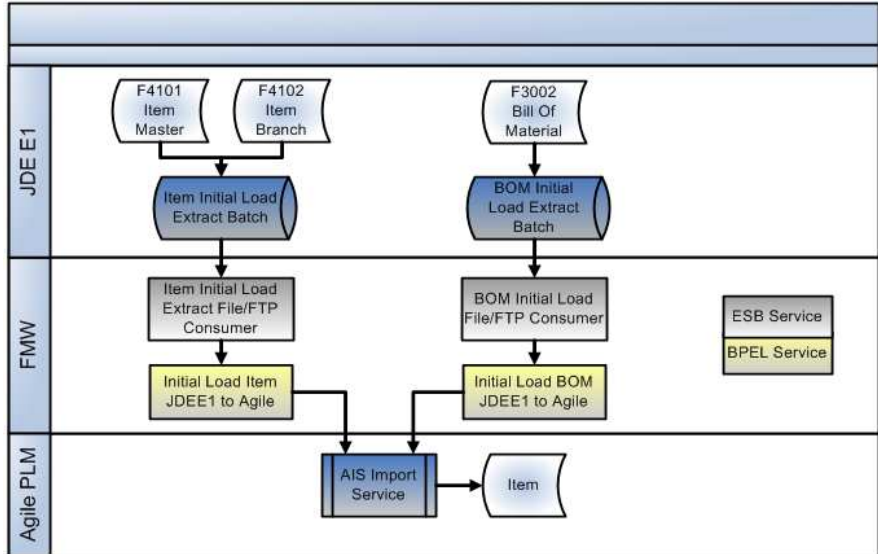 JDE E1
F4101
Item
Master
F4102
Item
Branch
F3002
Bill Of
Material
Item Initial Load
Extract Batch
BOM Initial
Load Extract
Batch
FMW
Item Initial Load
Extract File/FTP
Consumer
BOM Initial Load
File/FTP Consumer
ESB Service
BPEL Service
Initial Load Item
JDEE1 to Agile
Initial Load BOM
JDEE1 to Agile
Agile PLM
AIS Import
Service
Item